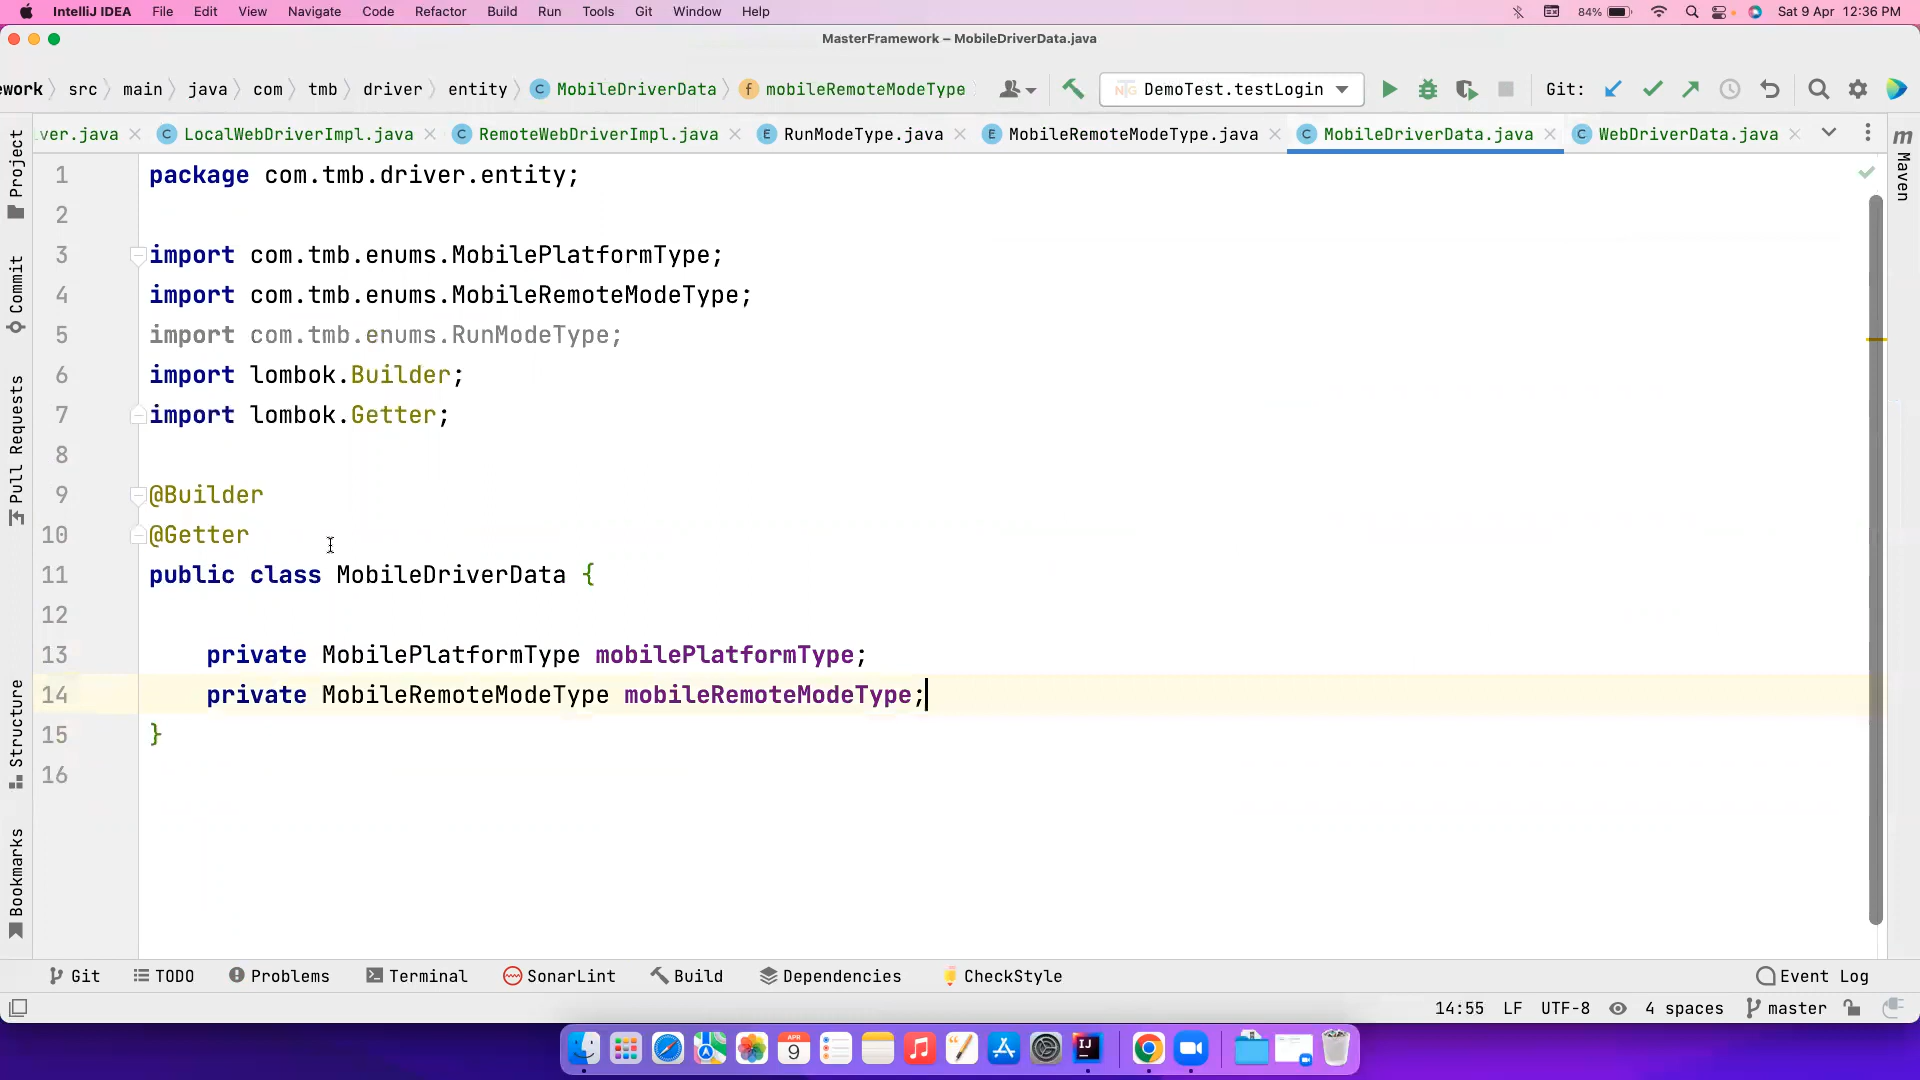 IntelliJ IDEA File Edit View Navigate Code Refactor Build Run Tools Git Window Help 84% Sat 9 Apr 12:36 PM
MasterFramework – MobileDriverData.java
ework src main java com tmb driver entity C MobileDriverData f mobileRemoteModeType NG DemoTest.testLogin Git:
.ver.java C LocalWebDriverImpl.java C RemoteWebDriverImpl.java E RunModeType.java E MobileRemoteModeType.java C MobileDriverData.java C WebDriverData.java
Project
Commit
Pull Requests
Structure
Bookmarks
m Maven
1 package com.tmb.driver.entity;
2
3 import com.tmb.enums.MobilePlatformType;
4 import com.tmb.enums.MobileRemoteModeType;
5 import com.tmb.enums.RunModeType;
6 import lombok.Builder;
7 import lombok.Getter;
8
9 @Builder
10 @Getter
11 public class MobileDriverData {
12
13 private MobilePlatformType mobilePlatformType;
14 private MobileRemoteModeType mobileRemoteModeType;
15 }
16
Git TODO Problems Terminal SonarLint Build Dependencies CheckStyle Event Log
14:55 LF UTF-8 4 spaces master
APR
9
IJ